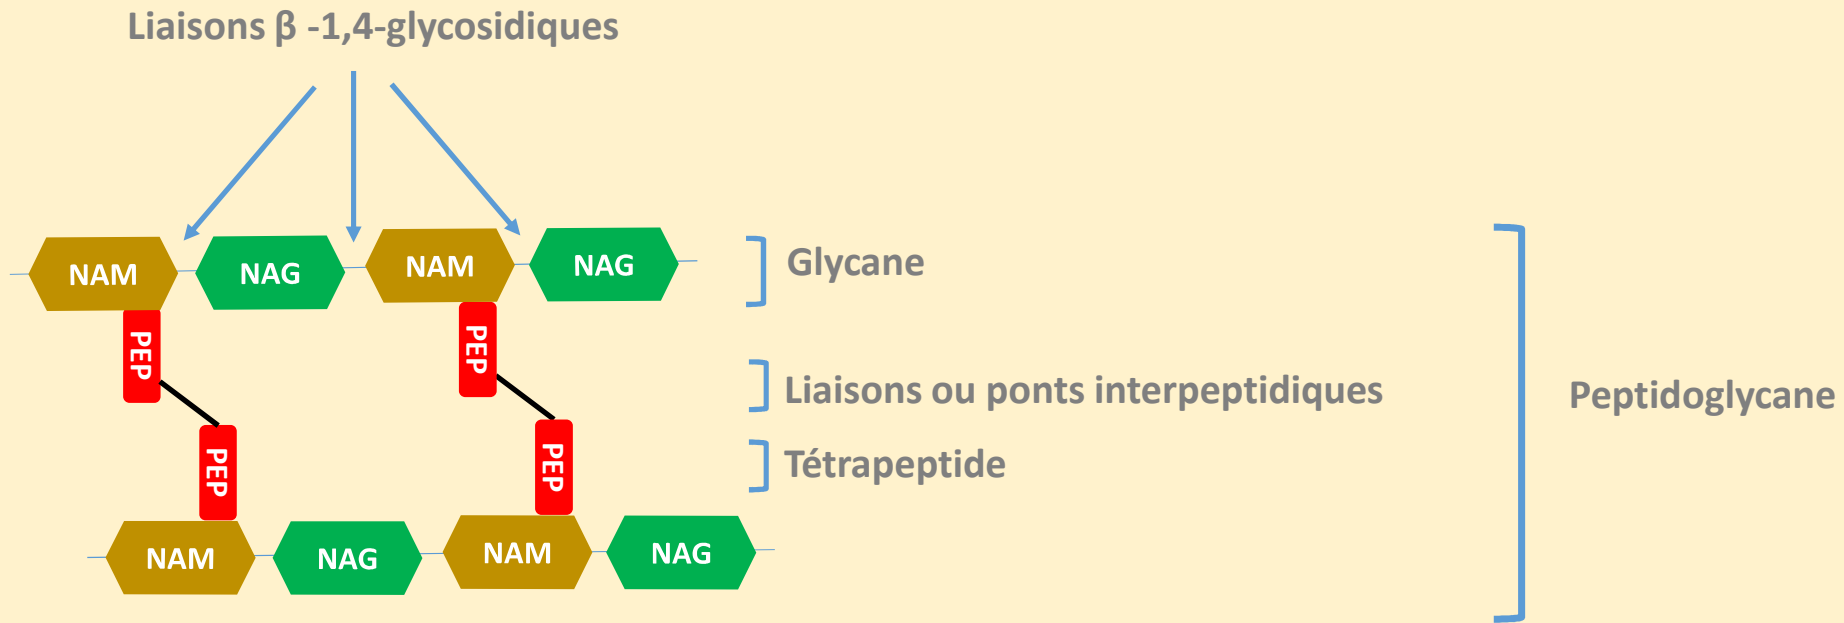 Liaisons β -1,4-glycosidiques
NAM NAG NAM NAG
Glycane
PEP PEP
Liaisons ou ponts interpeptidiques
Peptidoglycane
PEP PEP
Tétrapeptide
NAM NAG NAM NAG